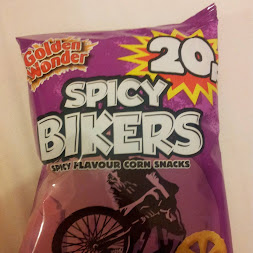 Golden
Wonder
20p
SPICY
BIKERS
SPICY FLAVOUR CORN SNACKS